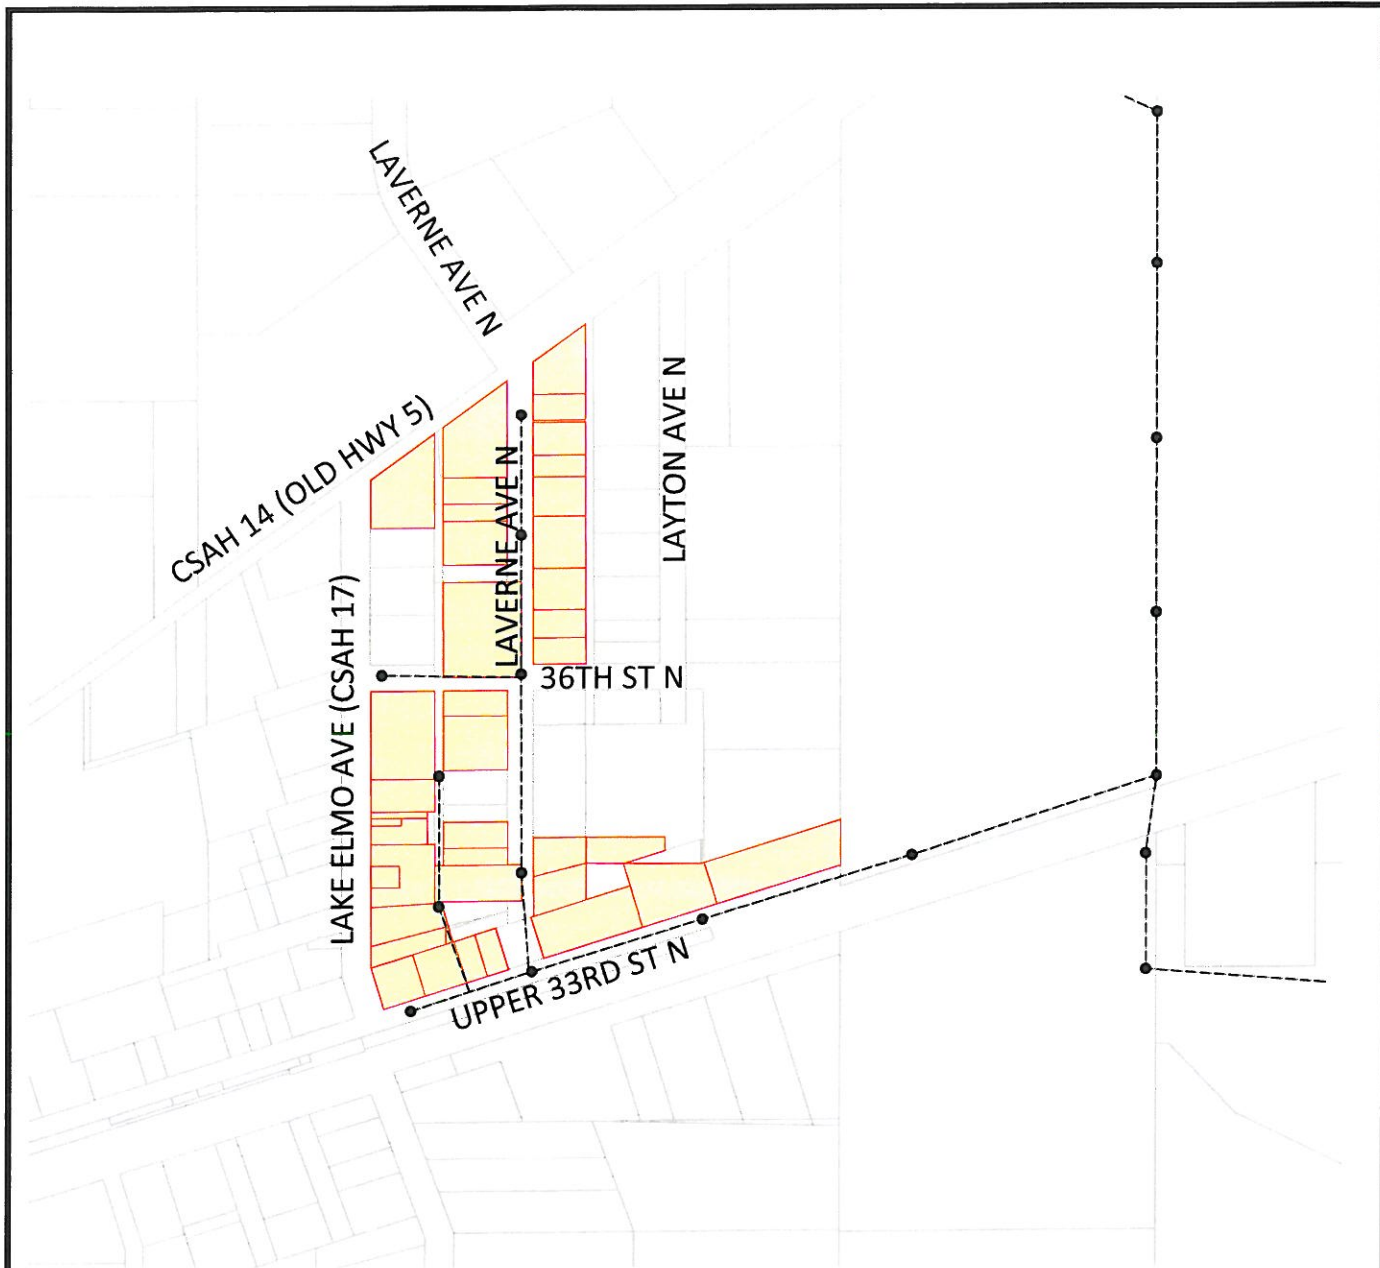 LAVERNE AVE N
CSAH 14 (OLD HWY 5)
LAVERNE AVE N
LAYTON AVE N
LAKE ELMO AVE (CSAH 17)
36TH ST N
UPPER 33RD ST N